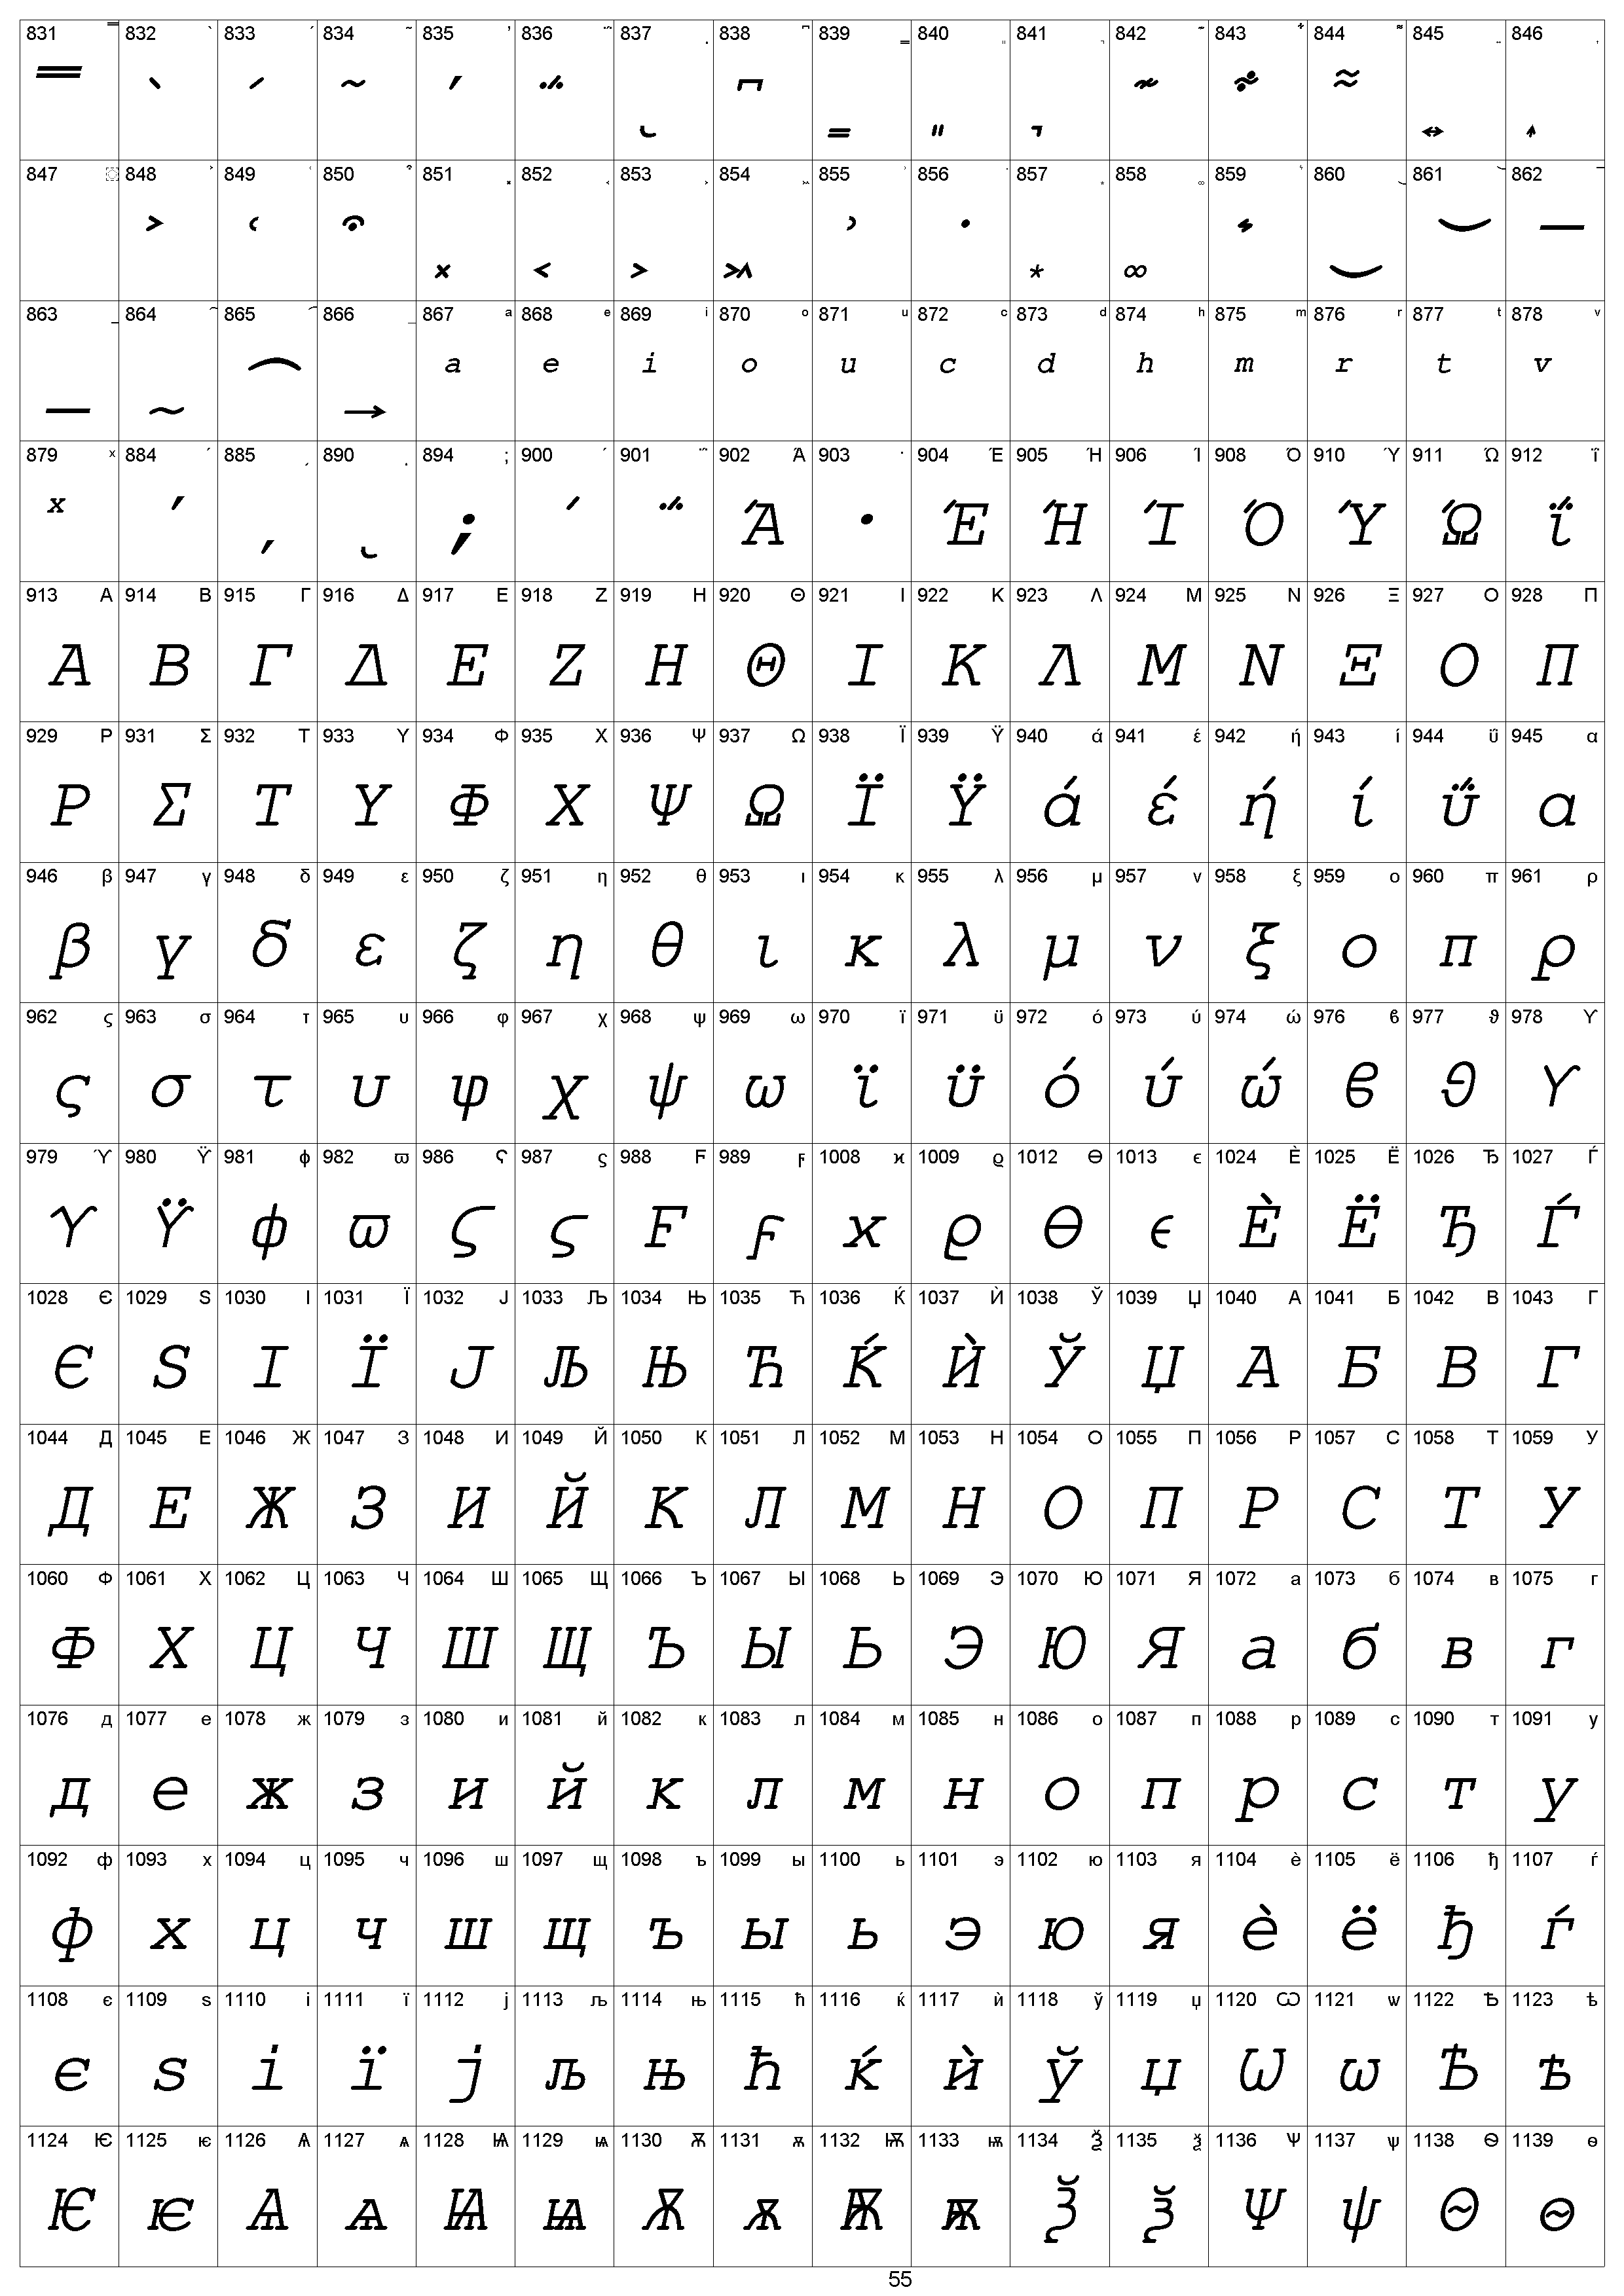 831 ͟ 832 ̀ 833 ́ 834 ͂ 835 ̓ 836 ̈́ 837 ͅ 838 ͆ 839 ͇ 840 ͈ 841 ͉ 842 ͊ 843 ͋ 844 ͌ 845 ͍ 846 ͎
847 848 ͐ 849 ͑ 850 ͒ 851 ͓ 852 ͔ 853 ͕ 854 ͖ 855 ͗ 856 ͘ 857 ͙ 858 ͚ 859 ͛ 860 ͜ 861 ͝ 862 ͞
863 ͟ 864 ͠ 865 ͡ 866 ͢ 867 a 868 e 869 i 870 o 871 u 872 c 873 d 874 h 875 m 876 r 877 t 878 v
a e i o u c d h m r t v
879 x 884 ʹ 885 ͵ 890 ͺ 894 ; 900 ΄ 901 ΅ 902 Ά 903 · 904 Έ 905 Ή 906 Ί 908 Ό 910 Ύ 911 Ώ 912 ΐ
x ʹ ͵ ͺ ; ΄ ΅ Ά · Έ Ή Ί Ό Ύ Ώ ΐ
913 Α 914 Β 915 Γ 916 Δ 917 Ε 918 Ζ 919 Η 920 Θ 921 Ι 922 Κ 923 Λ 924 Μ 925 Ν 926 Ξ 927 Ο 928 Π
Α Β Γ Δ Ε Ζ Η Θ Ι Κ Λ Μ Ν Ξ Ο Π
929 Ρ 931 Σ 932 Τ 933 Υ 934 Φ 935 Χ 936 Ψ 937 Ω 938 Ϊ 939 Ϋ 940 ά 941 έ 942 ή 943 ί 944 ΰ 945 α
Ρ Σ Τ Υ Φ Χ Ψ Ω Ϊ Ϋ ά έ ή ί ΰ α
946 β 947 γ 948 δ 949 ε 950 ζ 951 η 952 θ 953 ι 954 κ 955 λ 956 μ 957 ν 958 ξ 959 ο 960 π 961 ρ
β γ δ ε ζ η θ ι κ λ μ ν ξ ο π ρ
962 ς 963 σ 964 τ 965 υ 966 φ 967 χ 968 ψ 969 ω 970 ϊ 971 ϋ 972 ό 973 ύ 974 ώ 976 ϐ 977 ϑ 978 ϒ
ς σ τ υ φ χ ψ ω ϊ ϋ ό ύ ώ ϐ ϑ ϒ
979 ϓ 980 ϔ 981 ϕ 982 ϖ 986 Ϛ 987 ϛ 988 Ϝ 989 ϝ 1008 ϰ 1009 ϱ 1012 ϴ 1013 ϵ 1024 Ѐ 1025 Ё 1026 Ђ 1027 Ѓ
ϓ ϔ ϕ ϖ Ϛ ϛ Ϝ ϝ ϰ ϱ ϴ ϵ Ѐ Ё Ђ Ѓ
1028 Є 1029 Ѕ 1030 І 1031 Ї 1032 Ј 1033 Љ 1034 Њ 1035 Ћ 1036 Ќ 1037 Ѝ 1038 Ў 1039 Џ 1040 А 1041 Б 1042 В 1043 Г
Є Ѕ І Ї Ј Љ Њ Ћ Ќ Ѝ Ў Џ А Б В Г
1044 Д 1045 Е 1046 Ж 1047 З 1048 И 1049 Й 1050 К 1051 Л 1052 М 1053 Н 1054 О 1055 П 1056 Р 1057 С 1058 Т 1059 У
Д Е Ж З И Й К Л М Н О П Р С Т У
1060 Ф 1061 Х 1062 Ц 1063 Ч 1064 Ш 1065 Щ 1066 Ъ 1067 Ы 1068 Ь 1069 Э 1070 Ю 1071 Я 1072 а 1073 б 1074 в 1075 г
Ф Х Ц Ч Ш Щ Ъ Ы Ь Э Ю Я а б в г
1076 д 1077 е 1078 ж 1079 з 1080 и 1081 й 1082 к 1083 л 1084 м 1085 н 1086 о 1087 п 1088 р 1089 с 1090 т 1091 у
д е ж з и й к л м н о п р с т у
1092 ф 1093 х 1094 ц 1095 ч 1096 ш 1097 щ 1098 ъ 1099 ы 1100 ь 1101 э 1102 ю 1103 я 1104 ѐ 1105 ё 1106 ђ 1107 ѓ
ф х ц ч ш щ ъ ы ь э ю я ѐ ё ђ ѓ
1108 є 1109 ѕ 1110 і 1111 ї 1112 ј 1113 љ 1114 њ 1115 ћ 1116 ќ 1117 ѝ 1118 ў 1119 џ 1120 Ѡ 1121 ѡ 1122 Ѣ 1123 ѣ
є ѕ і ї ј љ њ ћ ќ ѝ ў џ Ѡ ѡ Ѣ ѣ
1124 Ѥ 1125 ѥ 1126 Ѧ 1127 ѧ 1128 Ѩ 1129 ѩ 1130 Ѫ 1131 ѫ 1132 Ѭ 1133 ѭ 1134 Ѯ 1135 ѯ 1136 Ѱ 1137 ѱ 1138 Ѳ 1139 ѳ
Ѥ ѥ Ѧ ѧ Ѩ ѩ Ѫ ѫ Ѭ ѭ Ѯ ѯ Ѱ ѱ Ѳ ѳ
55